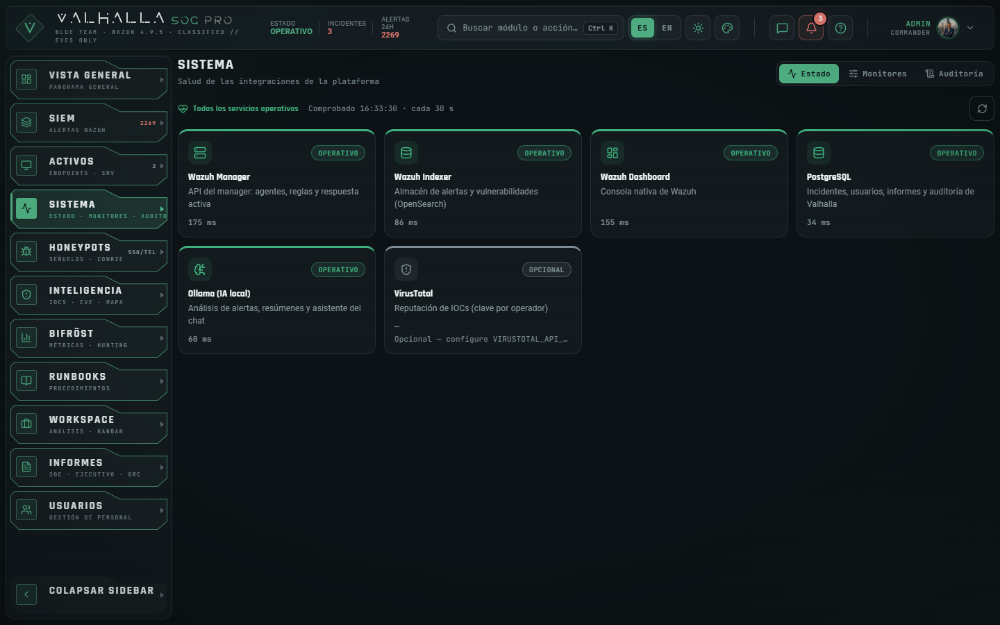 VALHALLA SOC PRO
BLUE TEAM · WAZUH 4.9.5 · CLASSIFIED //
EYES ONLY
ESTADO
OPERATIVO
INCIDENTES
3
ALERTAS
24H
2269
Buscar módulo o acción…
Ctrl K
ES
EN
3
ADMIN
COMMANDER
VISTA GENERAL
PANORAMA GENERAL
SIEM
ALERTAS WAZUH
2269
ACTIVOS
ENDPOINTS · SRV
2
SISTEMA
ESTADO · MONITORES · AUDITO
HONEYPOTS
SEÑUELOS · COWRIE
SSH/TEL
INTELIGENCIA
IOCS · CVE · MAPA
BIFRÖST
MÉTRICAS · HUNTING
RUNBOOKS
PROCEDIMIENTOS
WORKSPACE
ANÁLISIS · KANBAN
INFORMES
SOC · EJECUTIVO · GRC
USUARIOS
GESTIÓN DE PERSONAL
COLAPSAR SIDEBAR
SISTEMA
Salud de las integraciones de la plataforma
Estado
Monitores
Auditoría
Todos los servicios operativos
Comprobado 16:33:30 · cada 30 s
OPERATIVO
Wazuh Manager
API del manager: agentes, reglas y respuesta
activa
175 ms
OPERATIVO
Wazuh Indexer
Almacén de alertas y vulnerabilidades
(OpenSearch)
86 ms
OPERATIVO
Wazuh Dashboard
Consola nativa de Wazuh
155 ms
OPERATIVO
PostgreSQL
Incidentes, usuarios, informes y auditoría de
Valhalla
34 ms
OPERATIVO
Ollama (IA local)
Análisis de alertas, resúmenes y asistente del
chat
60 ms
OPCIONAL
VirusTotal
Reputación de IOCs (clave por operador)
—
Opcional — configure VIRUSTOTAL_API_…